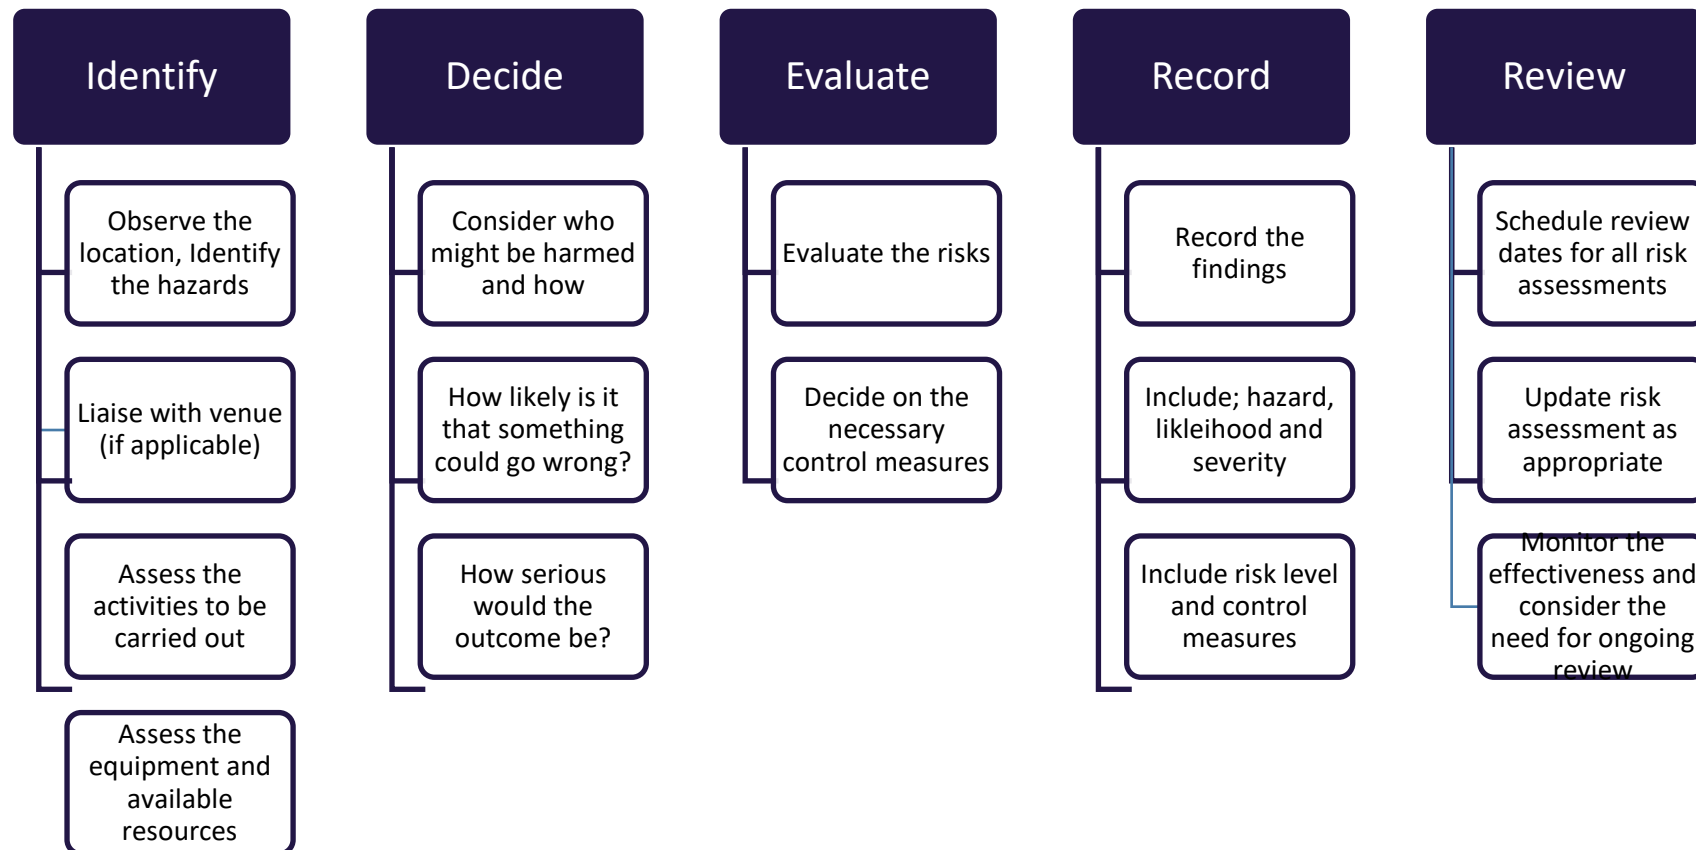 Identify
Observe the
location, Identify
the hazards
Liaise with venue
(if applicable)
Assess the
activities to be
carried out
Assess the
equipment and
available
resources
Decide
Consider who
might be harmed
and how
How likely is it
that something
could go wrong?
How serious
would the
outcome be?
Evaluate
Evaluate the risks
Decide on the
necessary
control measures
Record
Record the
findings
Include; hazard,
likleihood and
severity
Include risk level
and control
measures
Review
Schedule review
dates for all risk
assessments
Update risk
assessment as
appropriate
Monitor the
effectiveness and
consider the
need for ongoing
review